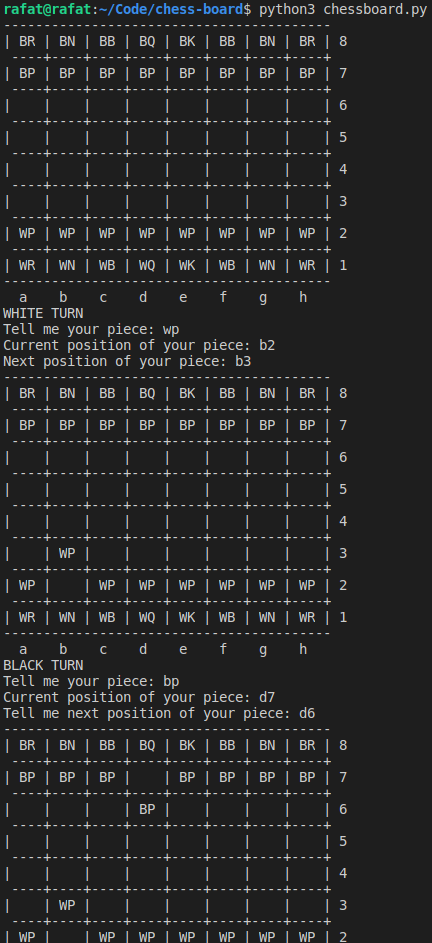 rafat@rafat:~/Code/chess-board$ python3 chessboard.py
-----------------------------------------
| BR | BN | BB | BQ | BK | BB | BN | BR | 8
 ----+----+----+----+----+----+----+----+
| BP | BP | BP | BP | BP | BP | BP | BP | 7
 ----+----+----+----+----+----+----+----+
|    |    |    |    |    |    |    |    | 6
 ----+----+----+----+----+----+----+----+
|    |    |    |    |    |    |    |    | 5
 ----+----+----+----+----+----+----+----+
|    |    |    |    |    |    |    |    | 4
 ----+----+----+----+----+----+----+----+
|    |    |    |    |    |    |    |    | 3
 ----+----+----+----+----+----+----+----+
| WP | WP | WP | WP | WP | WP | WP | WP | 2
 ----+----+----+----+----+----+----+----+
| WR | WN | WB | WQ | WK | WB | WN | WR | 1
-----------------------------------------
  a    b    c    d    e    f    g    h
WHITE TURN
Tell me your piece: wp
Current position of your piece: b2
Next position of your piece: b3
-----------------------------------------
| BR | BN | BB | BQ | BK | BB | BN | BR | 8
 ----+----+----+----+----+----+----+----+
| BP | BP | BP | BP | BP | BP | BP | BP | 7
 ----+----+----+----+----+----+----+----+
|    |    |    |    |    |    |    |    | 6
 ----+----+----+----+----+----+----+----+
|    |    |    |    |    |    |    |    | 5
 ----+----+----+----+----+----+----+----+
|    |    |    |    |    |    |    |    | 4
 ----+----+----+----+----+----+----+----+
|    | WP |    |    |    |    |    |    | 3
 ----+----+----+----+----+----+----+----+
| WP |    | WP | WP | WP | WP | WP | WP | 2
 ----+----+----+----+----+----+----+----+
| WR | WN | WB | WQ | WK | WB | WN | WR | 1
-----------------------------------------
  a    b    c    d    e    f    g    h
BLACK TURN
Tell me your piece: bp
Current position of your piece: d7
Tell me next position of your piece: d6
-----------------------------------------
| BR | BN | BB | BQ | BK | BB | BN | BR | 8
 ----+----+----+----+----+----+----+----+
| BP | BP | BP |    | BP | BP | BP | BP | 7
 ----+----+----+----+----+----+----+----+
|    |    |    | BP |    |    |    |    | 6
 ----+----+----+----+----+----+----+----+
|    |    |    |    |    |    |    |    | 5
 ----+----+----+----+----+----+----+----+
|    |    |    |    |    |    |    |    | 4
 ----+----+----+----+----+----+----+----+
|    | WP |    |    |    |    |    |    | 3
 ----+----+----+----+----+----+----+----+
| WP |    | WP | WP | WP | WP | WP | WP | 2